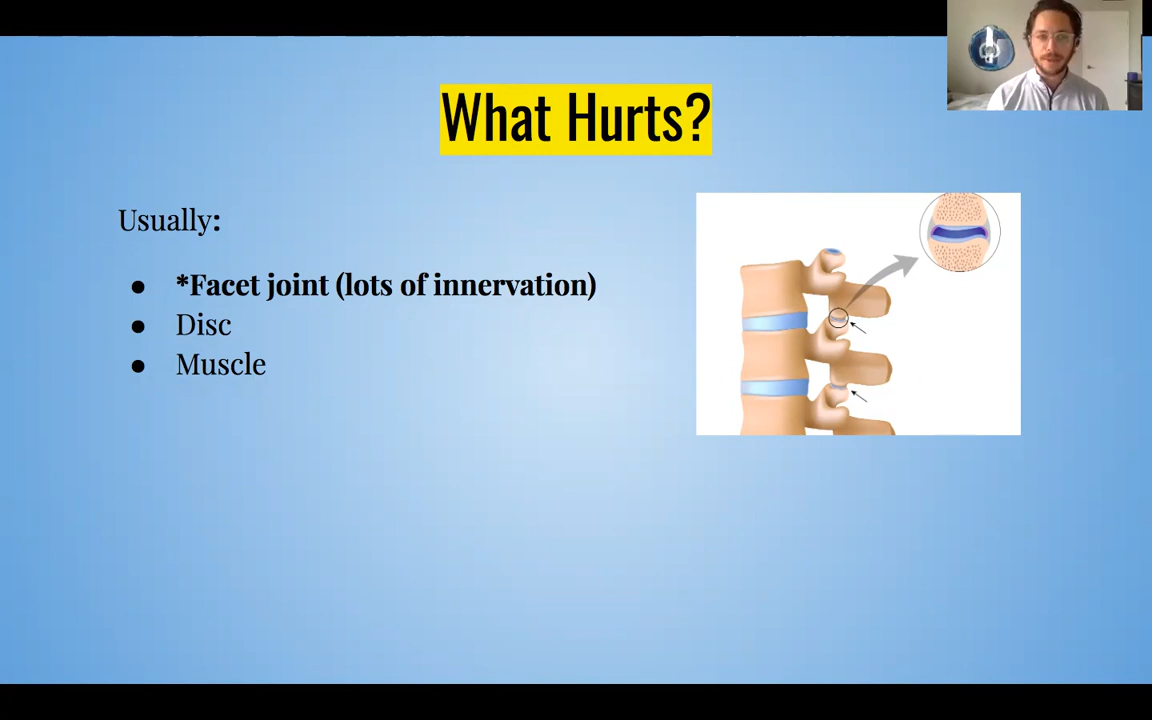 What Hurts?
Usually:
● *Facet joint (lots of innervation)
● Disc
● Muscle